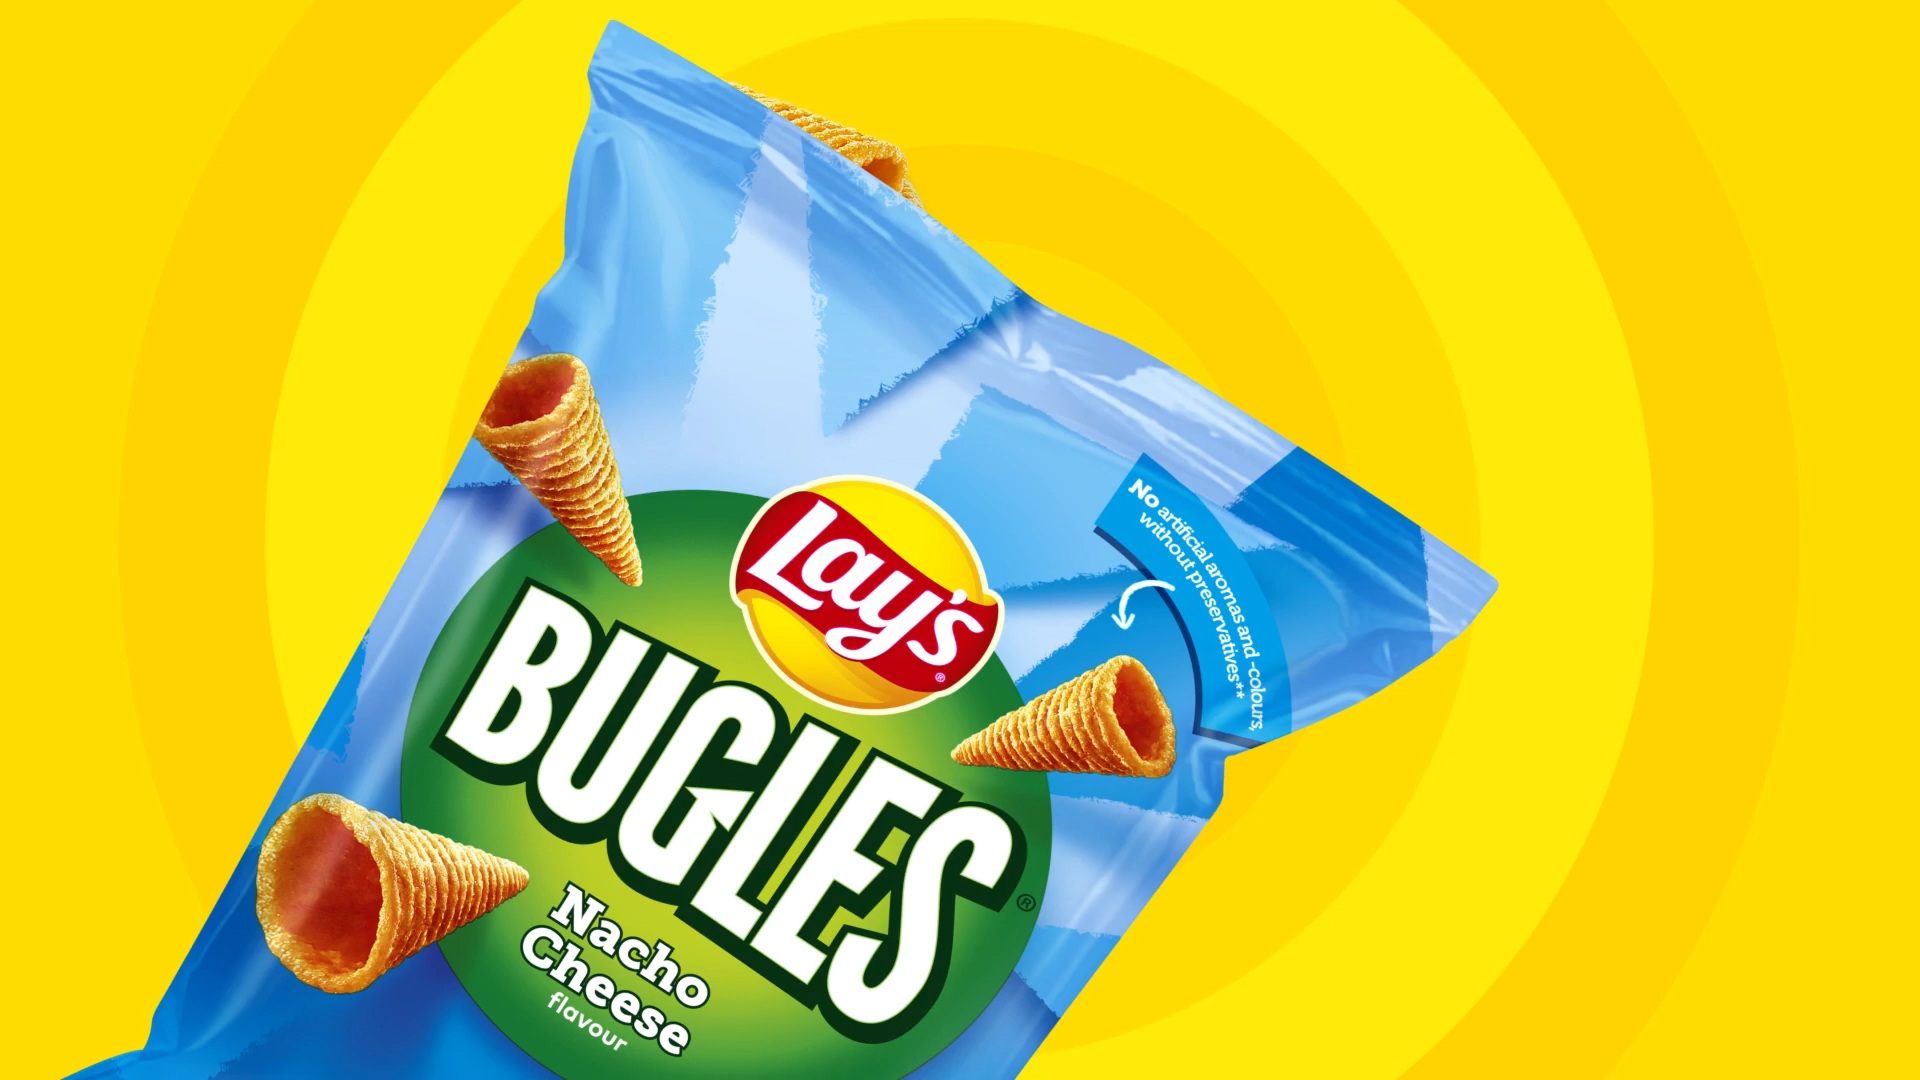 No artificial aromas and -colours,
without preservatives**
Lay's®
BUGLES®
Nacho
Cheese
flavour